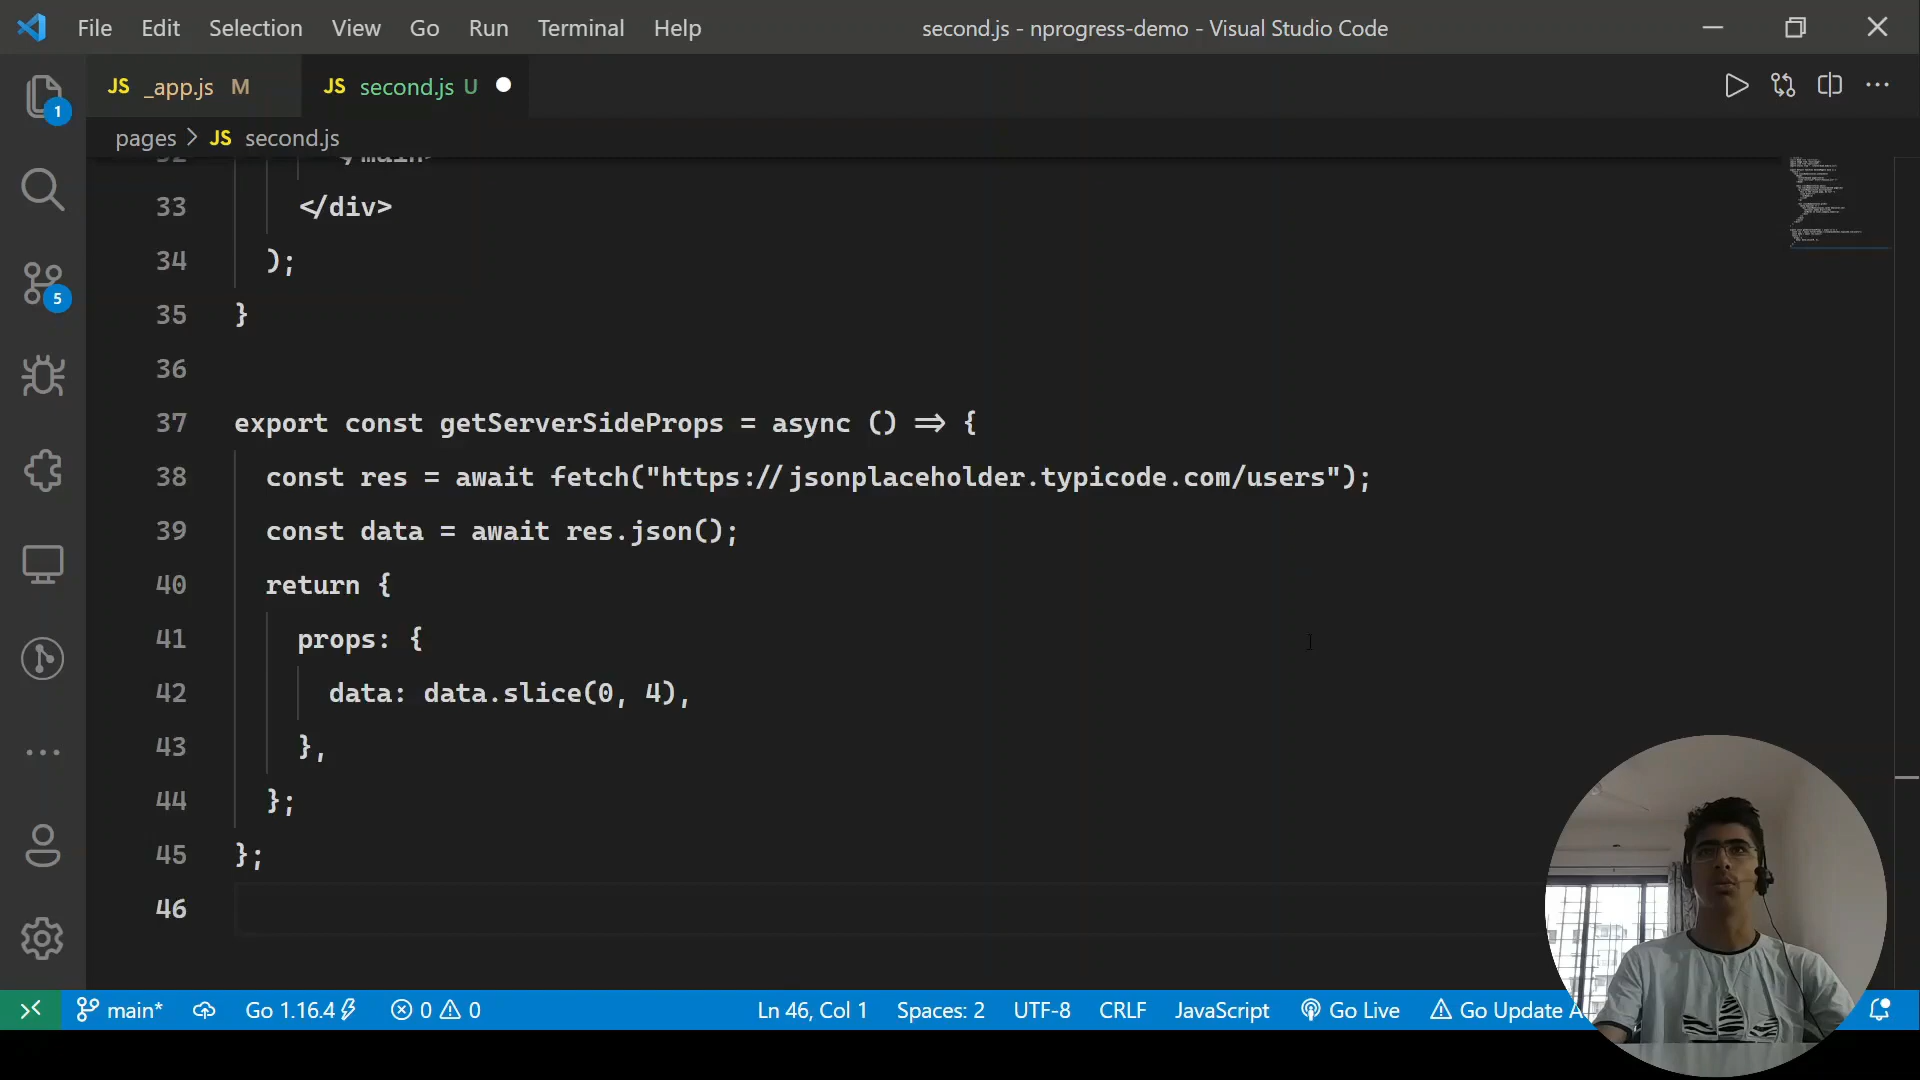 File Edit Selection View Go Run Terminal Help second.js - nprogress-demo - Visual Studio Code
JS _app.js M JS second.js U
pages > JS second.js
33 </div>
34 );
35 }
36
37 export const getServerSideProps = async () => {
38 const res = await fetch("https://jsonplaceholder.typicode.com/users");
39 const data = await res.json();
40 return {
41 props: {
42 data: data.slice(0, 4),
43 },
44 };
45 };
46
1
5
main* Go 1.16.4 0 0 Ln 46, Col 1 Spaces: 2 UTF-8 CRLF JavaScript Go Live Go Update